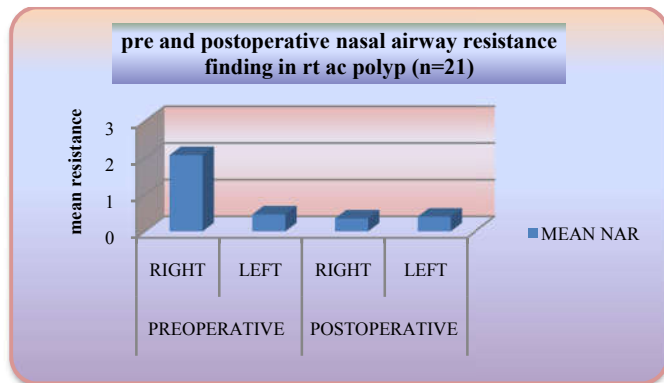 pre and postoperative nasal airway resistance
finding in rt ac polyp (n=21)
mean resistance
3
2
1
0
RIGHT LEFT RIGHT LEFT
PREOPERATIVE POSTOPERATIVE
MEAN NAR